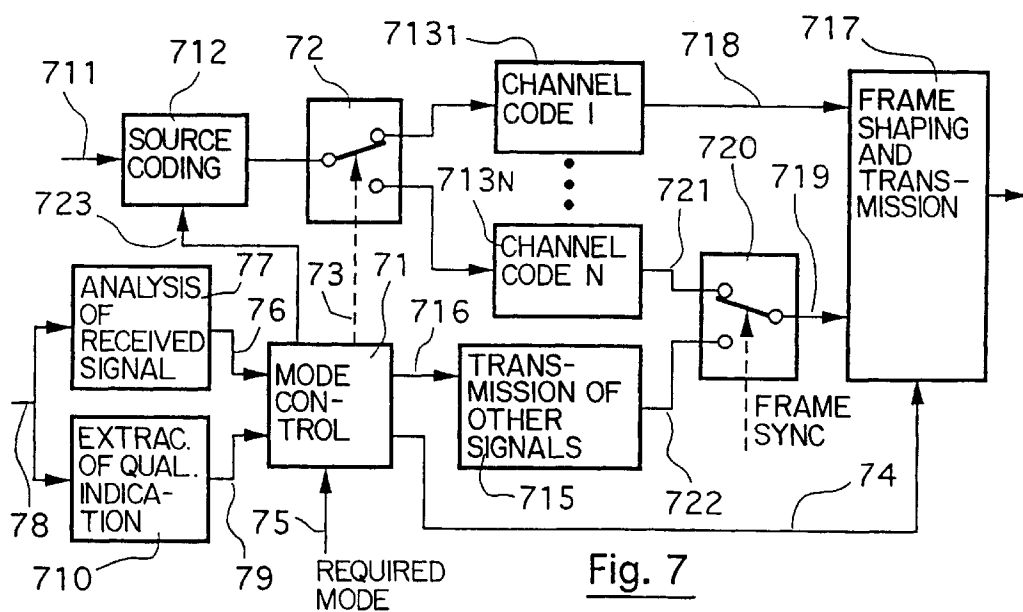 711
712
SOURCE
CODING
723
72
713₁
CHANNEL
CODE 1
718
717
FRAME
SHAPING
AND
TRANS-
MISSION
713N
CHANNEL
CODE N
721
720
719
77
ANALYSIS
OF
RECEIVED
SIGNAL
76
73
71
MODE
CON-
TROL
716
TRANS-
MISSION OF
OTHER
SIGNALS
715
722
FRAME
SYNC
74
78
EXTRAC.
OF QUAL.
INDICA-
TION
710
79
75
REQUIRED
MODE
Fig. 7